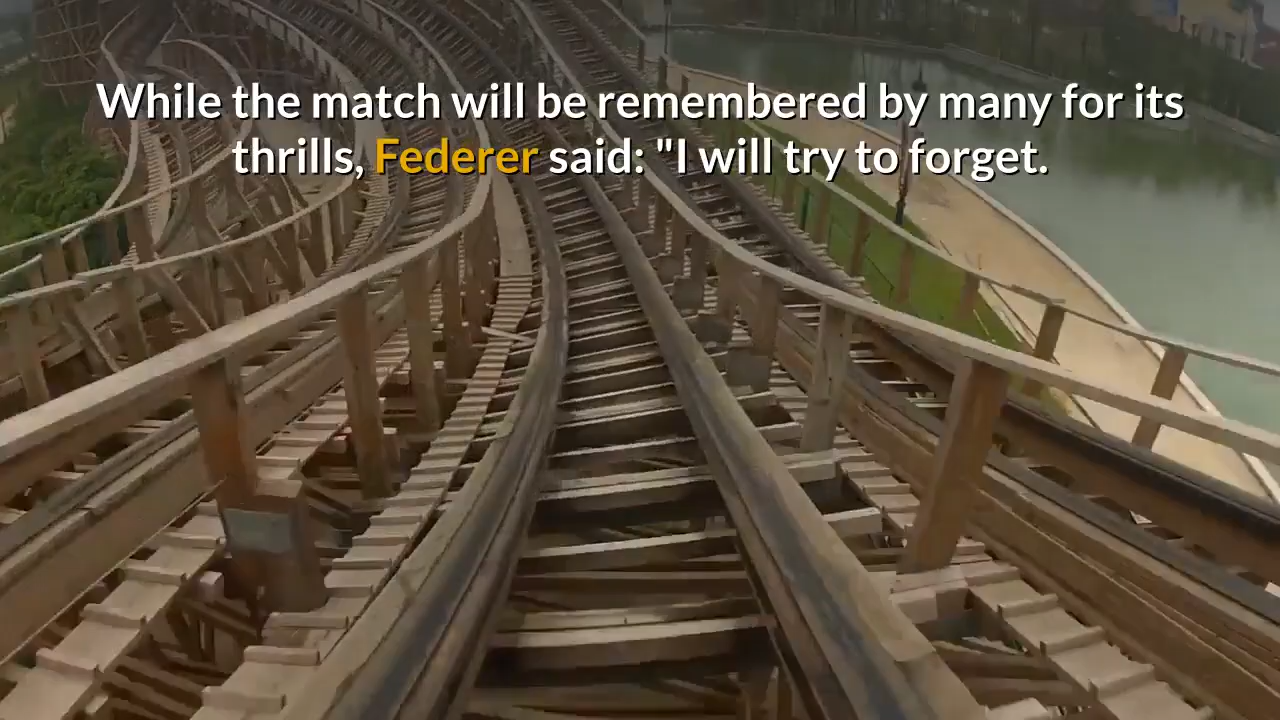 While the match will be remembered by many for its
thrills, Federer said: "I will try to forget.